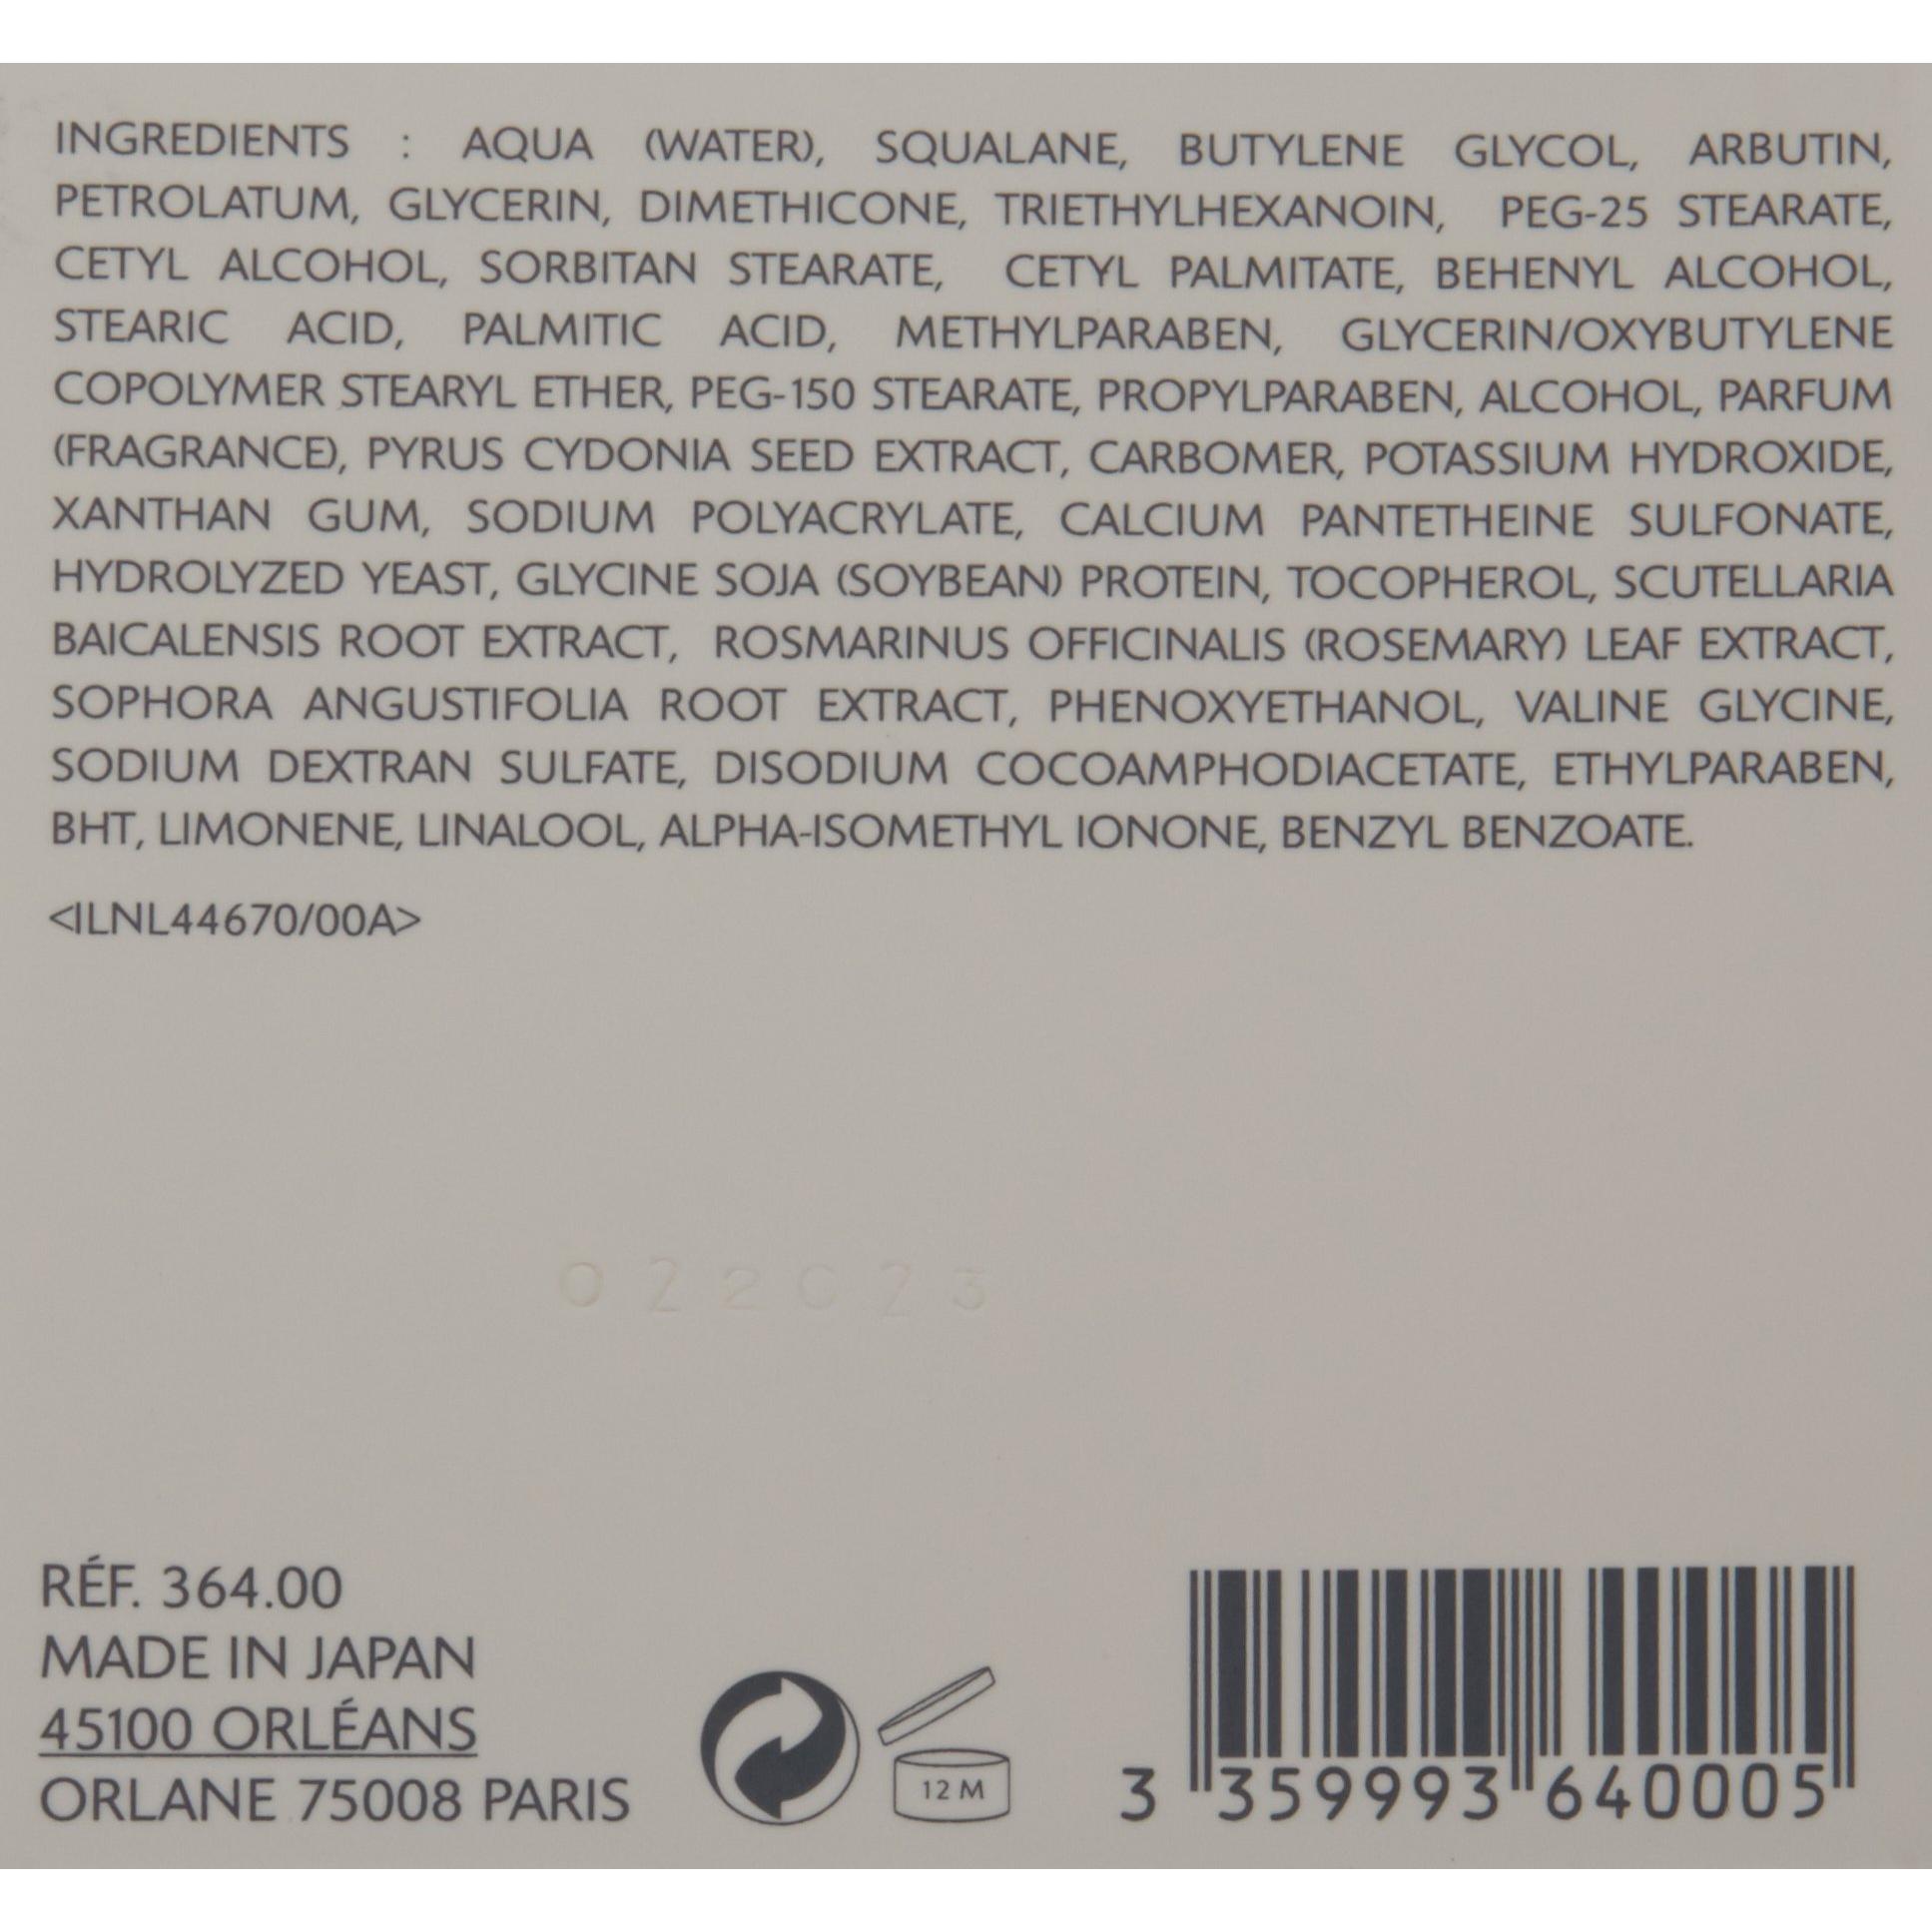 INGREDIENTS : AQUA (WATER), SQUALANE, BUTYLENE GLYCOL, ARBUTIN,
PETROLATUM, GLYCERIN, DIMETHICONE, TRIETHYLHEXANOIN, PEG-25 STEARATE,
CETYL ALCOHOL, SORBITAN STEARATE, CETYL PALMITATE, BEHENYL ALCOHOL,
STEARIC ACID, PALMITIC ACID, METHYLPARABEN, GLYCERIN/OXYBUTYLENE
COPOLYMER STEARYL ETHER, PEG-150 STEARATE, PROPYLPARABEN, ALCOHOL, PARFUM
(FRAGRANCE), PYRUS CYDONIA SEED EXTRACT, CARBOMER, POTASSIUM HYDROXIDE,
XANTHAN GUM, SODIUM POLYACRYLATE, CALCIUM PANTETHEINE SULFONATE,
HYDROLYZED YEAST, GLYCINE SOJA (SOYBEAN) PROTEIN, TOCOPHEROL, SCUTELLARIA
BAICALENSIS ROOT EXTRACT, ROSMARINUS OFFICINALIS (ROSEMARY) LEAF EXTRACT,
SOPHORA ANGUSTIFOLIA ROOT EXTRACT, PHENOXYETHANOL, VALINE GLYCINE,
SODIUM DEXTRAN SULFATE, DISODIUM COCOAMPHODIACETATE, ETHYLPARABEN,
BHT, LIMONENE, LINALOOL, ALPHA-ISOMETHYL IONONE, BENZYL BENZOATE.
<ILNL44670/00A>
RÉF. 364.00
MADE IN JAPAN
45100 ORLÉANS
ORLANE 75008 PARIS
12 M
3 359993 640005